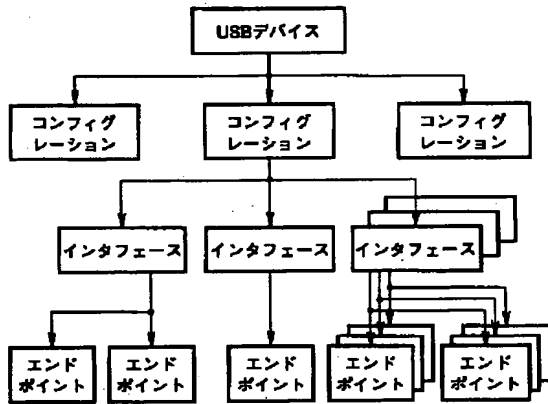 USBデバイス
コンフィグ
レーション
コンフィグ
レーション
コンフィグ
レーション
インタフェース
インタフェース
インタフェース
エンド
ポイント
エンド
ポイント
エンド
ポイント
エンド
ポイント
エンド
ポイント